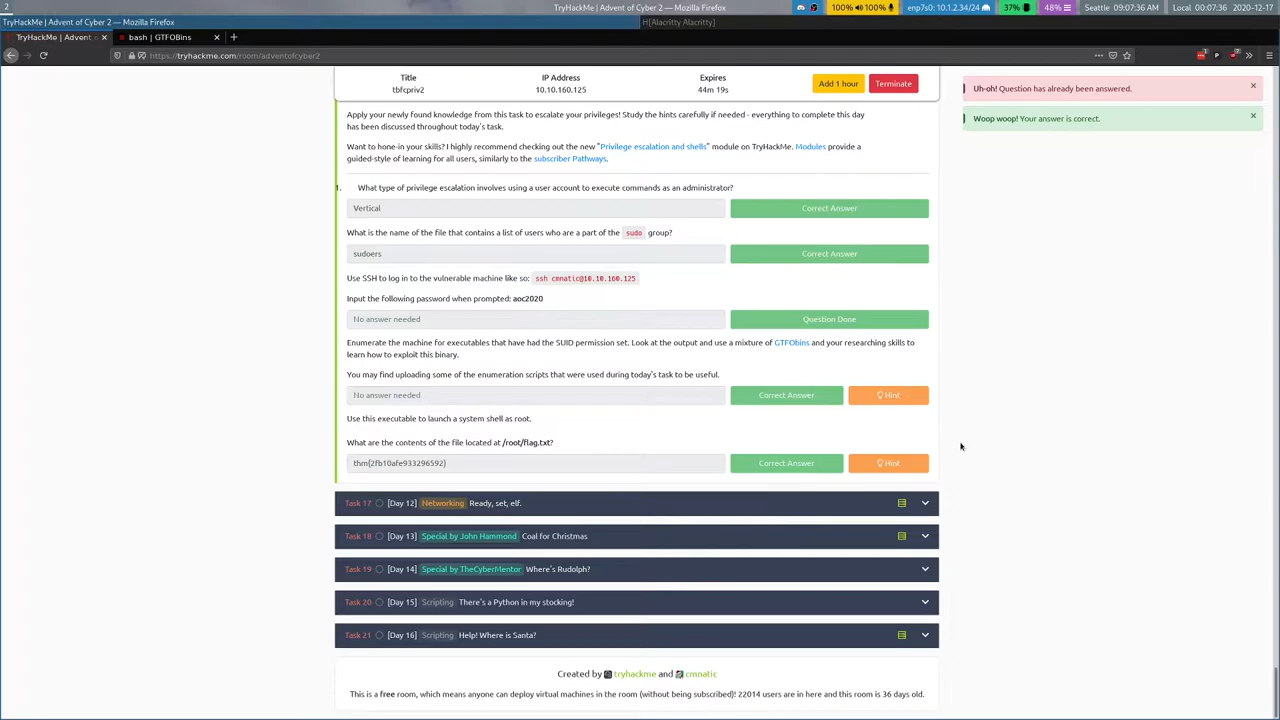 2
TryHackMe | Advent of Cyber 2 — Mozilla Firefox
100% 100%
enp7s0: 10.1.2.34/24
37%
48%
Seattle 09:07:36 AM
Local 00:07:36
2020-12-17
TryHackMe | Advent of Cyber 2 — Mozilla Firefox
H[Alacritty Alacritty]
TryHackMe | Advent
bash | GTFOBins
https://tryhackme.com/room/adventofcyber2
Title
IP Address
Expires
tbfcpriv2
10.10.160.125
44m 19s
Add 1 hour
Terminate
Uh-oh! Question has already been answered.
Woop woop! Your answer is correct.
Apply your newly found knowledge from this task to escalate your privileges! Study the hints carefully if needed - everything to complete this day
has been discussed throughout today's task.
Want to hone-in your skills? I highly recommend checking out the new "Privilege escalation and shells" module on TryHackMe. Modules provide a
guided-style of learning for all users, similarly to the subscriber Pathways.
1. What type of privilege escalation involves using a user account to execute commands as an administrator?
Vertical
Correct Answer
What is the name of the file that contains a list of users who are a part of the sudo group?
sudoers
Correct Answer
Use SSH to log in to the vulnerable machine like so: ssh cmnatic@10.10.160.125
Input the following password when prompted: aoc2020
No answer needed
Question Done
Enumerate the machine for executables that have had the SUID permission set. Look at the output and use a mixture of GTFObins and your researching skills to
learn how to exploit this binary.
You may find uploading some of the enumeration scripts that were used during today's task to be useful.
No answer needed
Correct Answer
Hint
Use this executable to launch a system shell as root.
What are the contents of the file located at /root/flag.txt?
thm{2fb10afe933296592}
Correct Answer
Hint
Task 17 [Day 12] Networking Ready, set, elf.
Task 18 [Day 13] Special by John Hammond Coal for Christmas
Task 19 [Day 14] Special by TheCyberMentor Where's Rudolph?
Task 20 [Day 15] Scripting There's a Python in my stocking!
Task 21 [Day 16] Scripting Help! Where is Santa?
Created by tryhackme and cmnatic
This is a free room, which means anyone can deploy virtual machines in the room (without being subscribed)! 22014 users are in here and this room is 36 days old.